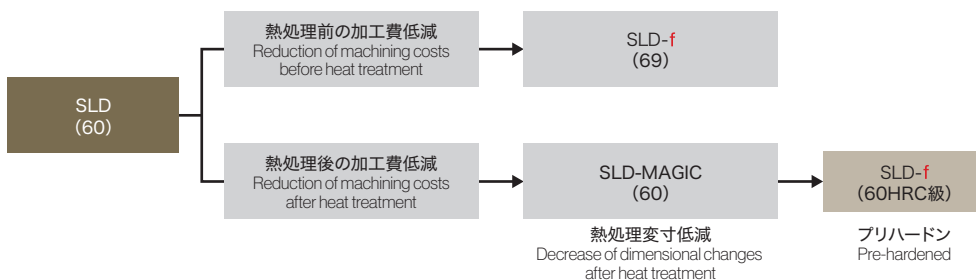 SLD
（60）
熱処理前の加工費低減
Reduction of machining costs
before heat treatment
SLD-f
（69）
熱処理後の加工費低減
Reduction of machining costs
after heat treatment
SLD-MAGIC
（60）
熱処理変寸低減
Decrease of dimensional changes
after heat treatment
SLD-f
（60HRC級）
プリハードン
Pre-hardened